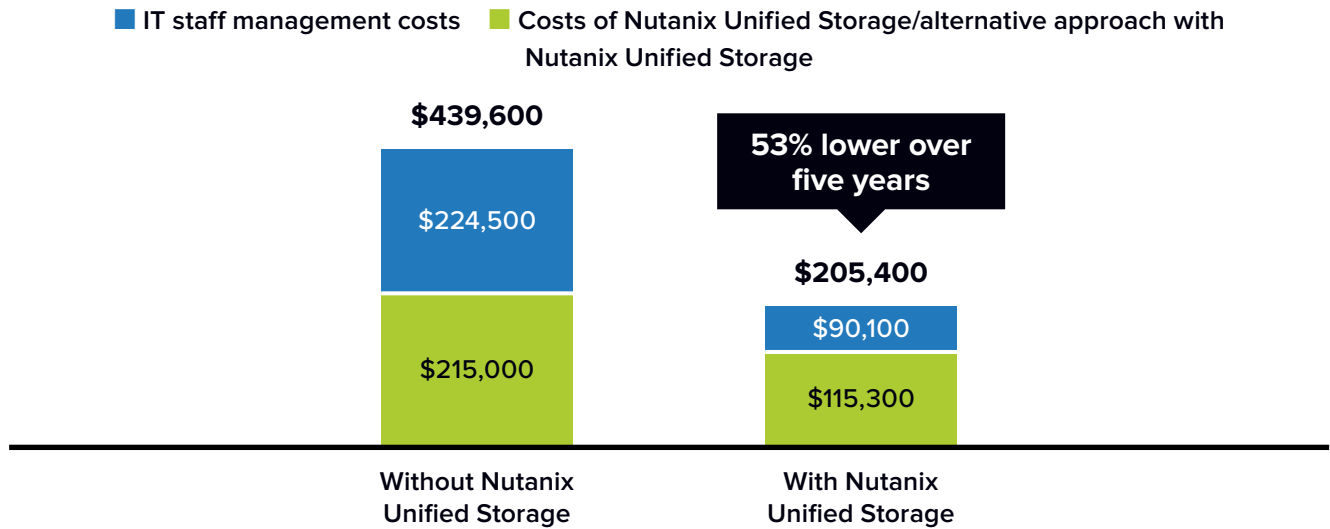 IT staff management costs Costs of Nutanix Unified Storage/alternative approach with
Nutanix Unified Storage
$439,600
53% lower over
five years
$224,500
$205,400
$90,100
$215,000
$115,300
Without Nutanix
Unified Storage
With Nutanix
Unified Storage